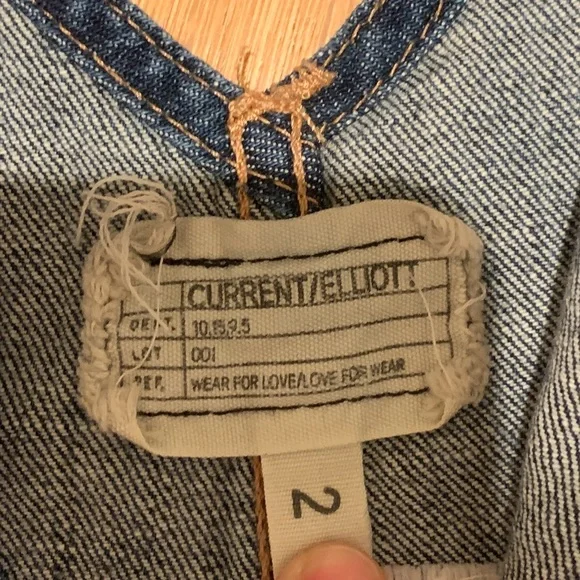 CURRENT/ELLIOTT
DEPT. 10.15.9.5
LOT 001
REF. WEAR FOR LOVE/LOVE FOR WEAR
2